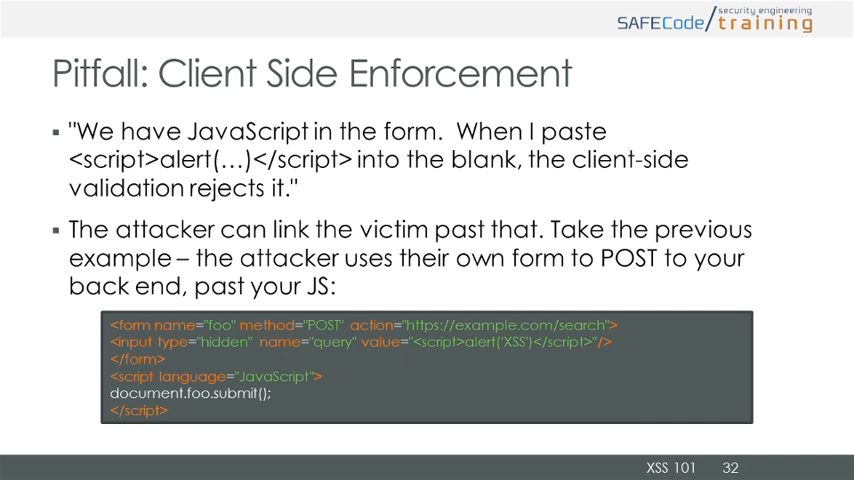 security engineering
SAFECode/training
Pitfall: Client Side Enforcement
▪ "We have JavaScript in the form.  When I paste
<script>alert(…)</script> into the blank, the client-side
validation rejects it."
▪ The attacker can link the victim past that. Take the previous
example – the attacker uses their own form to POST to your
back end, past your JS:
<form name="foo" method="POST" action="https://example.com/search">
<input type="hidden" name="query" value="<script>alert('XSS')</script>"/>
</form>
<script language="JavaScript">
document.foo.submit();
</script>
XSS 101 32